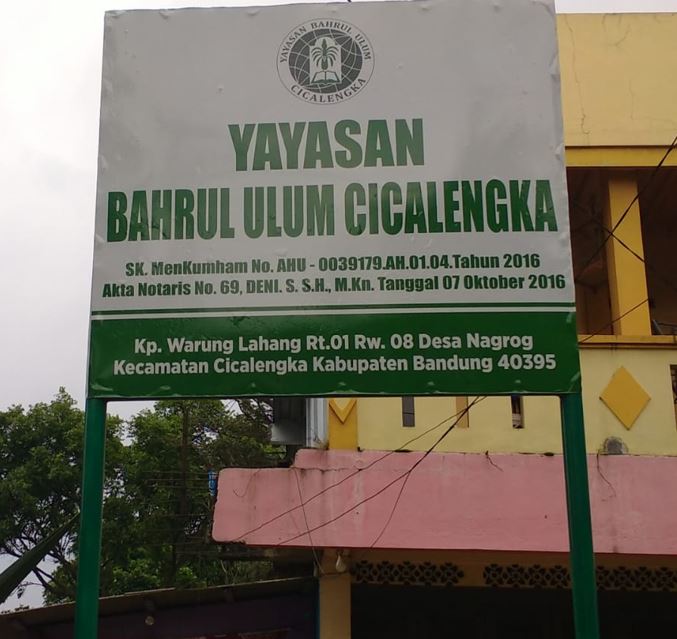 YAYASAN BAHRUL ULUM
CICALENGKA
YAYASAN
BAHRUL ULUM CICALENGKA
SK. MenKumham No. AHU - 0039179.AH.01.04.Tahun 2016
Akta Notaris No. 69, DENI. S. S.H., M.Kn. Tanggal 07 Oktober 2016
Kp. Warung Lahang Rt.01 Rw. 08 Desa Nagrog
Kecamatan Cicalengka Kabupaten Bandung 40395